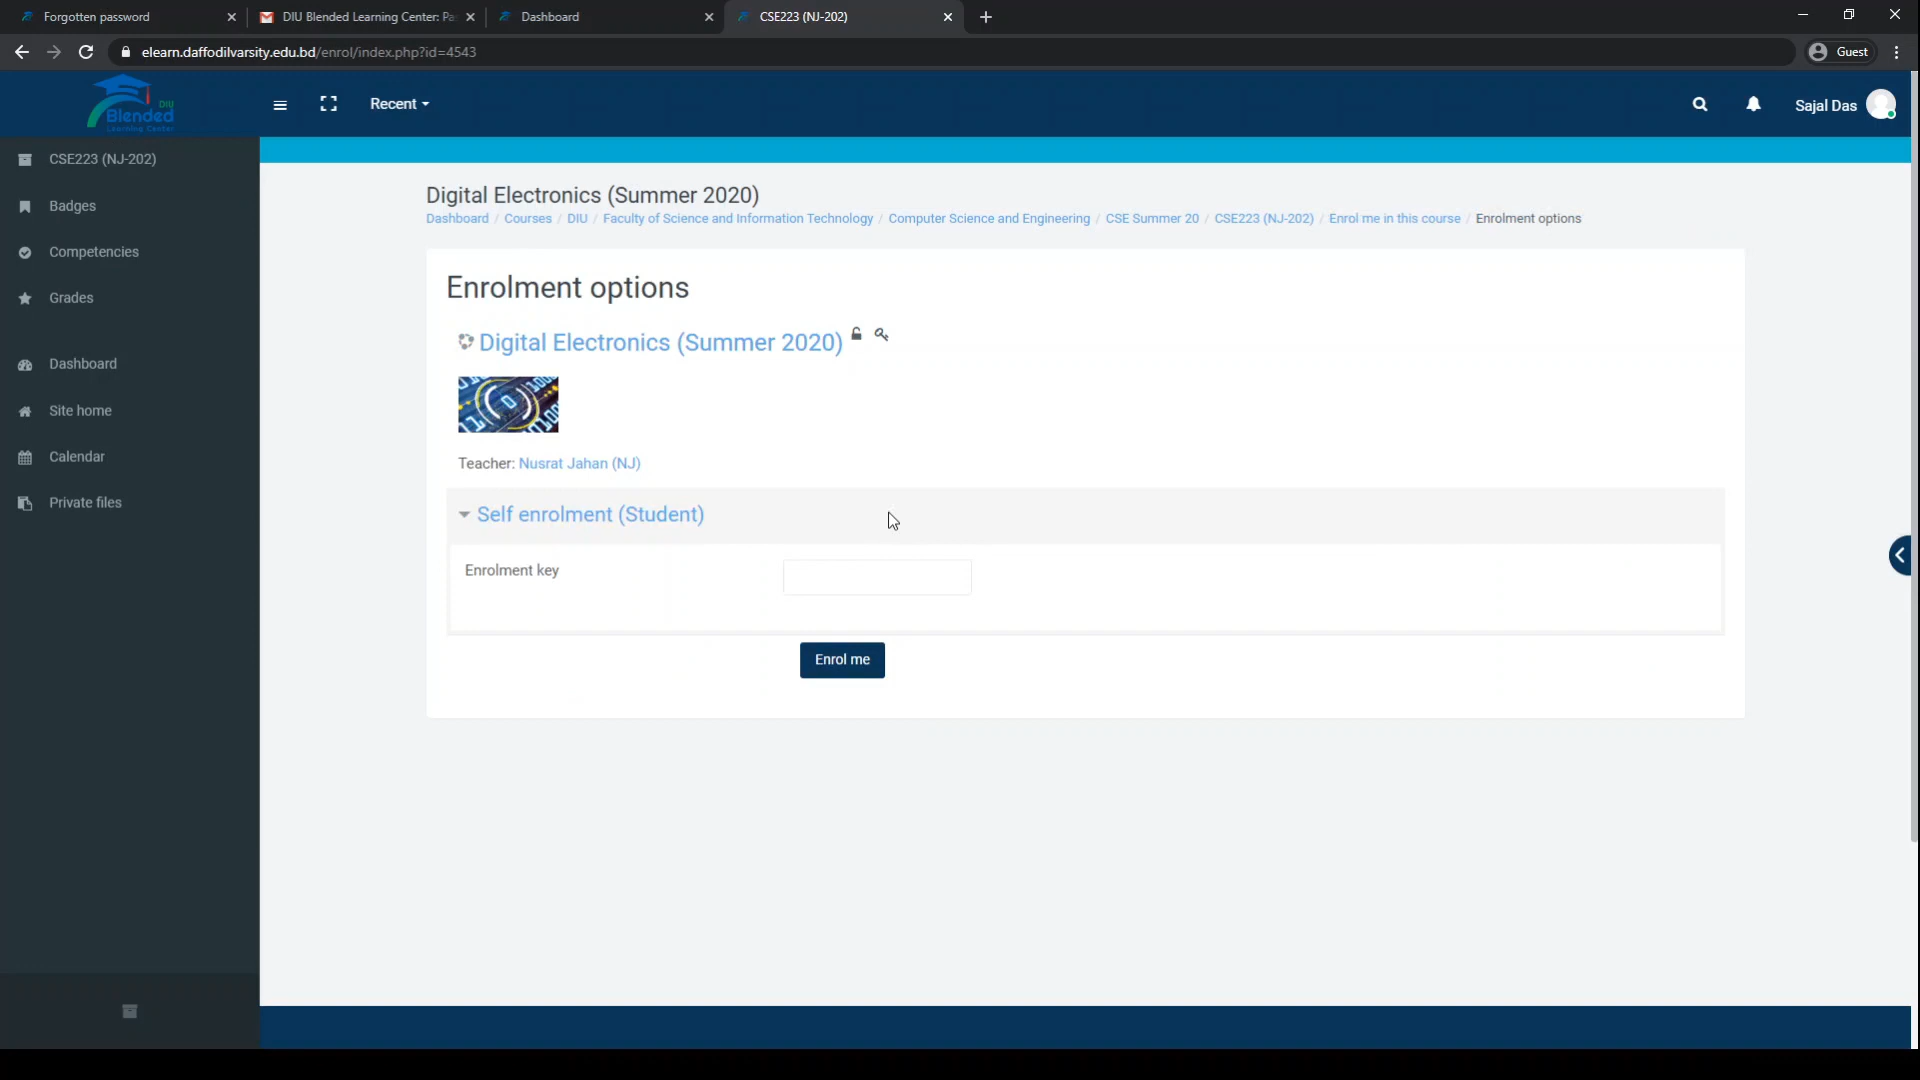 Forgotten password
DIU Blended Learning Center: Pa
Dashboard
CSE223 (NJ-202)
elearn.daffodilvarsity.edu.bd/enrol/index.php?id=4543
Guest
DIU
Blended
Learning Center
Recent
Sajal Das
CSE223 (NJ-202)
Badges
Competencies
Grades
Dashboard
Site home
Calendar
Private files
Digital Electronics (Summer 2020)
Dashboard / Courses / DIU / Faculty of Science and Information Technology / Computer Science and Engineering / CSE Summer 20 / CSE223 (NJ-202) / Enrol me in this course / Enrolment options
Enrolment options
Digital Electronics (Summer 2020)
Teacher: Nusrat Jahan (NJ)
Self enrolment (Student)
Enrolment key
Enrol me